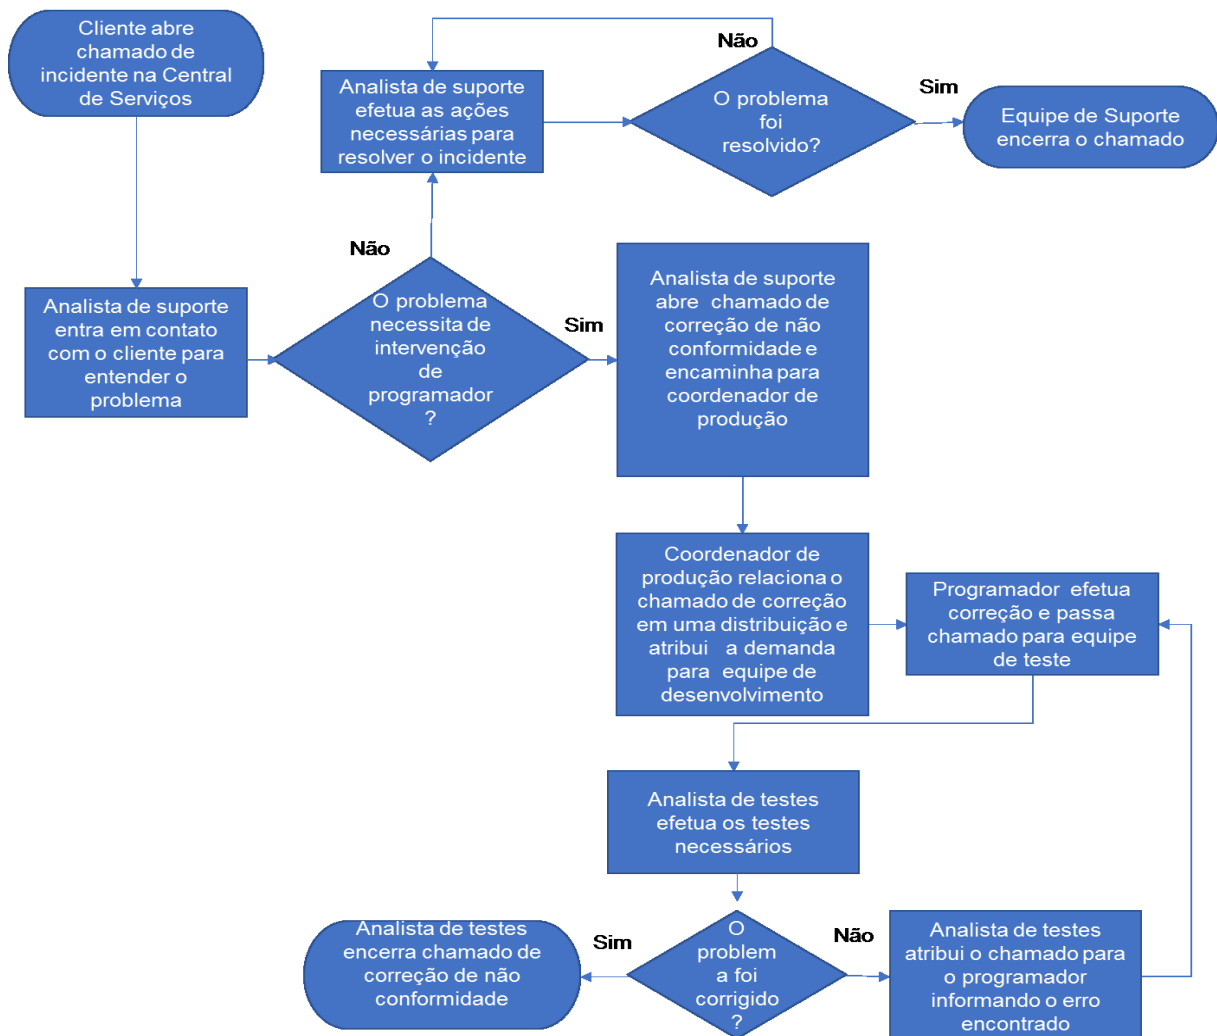 Cliente abre
chamado de
incidente na Central
de Serviços
Não
Analista de suporte
efetua as ações
necessárias para
resolver o incidente
O problema
foi
resolvido?
Sim
Equipe de Suporte
encerra o chamado
Não
Analista de suporte
entra em contato
com o cliente para
entender o
problema
O problema
necessita de
intervenção
de
programador
?
Sim
Analista de suporte
abre chamado de
correção de não
conformidade e
encaminha para
coordenador de
produção
Coordenador de
produção relaciona o
chamado de correção
em uma distribuição e
atribui a demanda
para equipe de
desenvolvimento
Programador efetua
correção e passa
chamado para equipe
de teste
Analista de testes
efetua os testes
necessários
Analista de testes
encerra chamado de
correção de não
conformidade
Sim
O
problem
a foi
corrigido
?
Não
Analista de testes
atribui o chamado para
o programador
informando o erro
encontrado